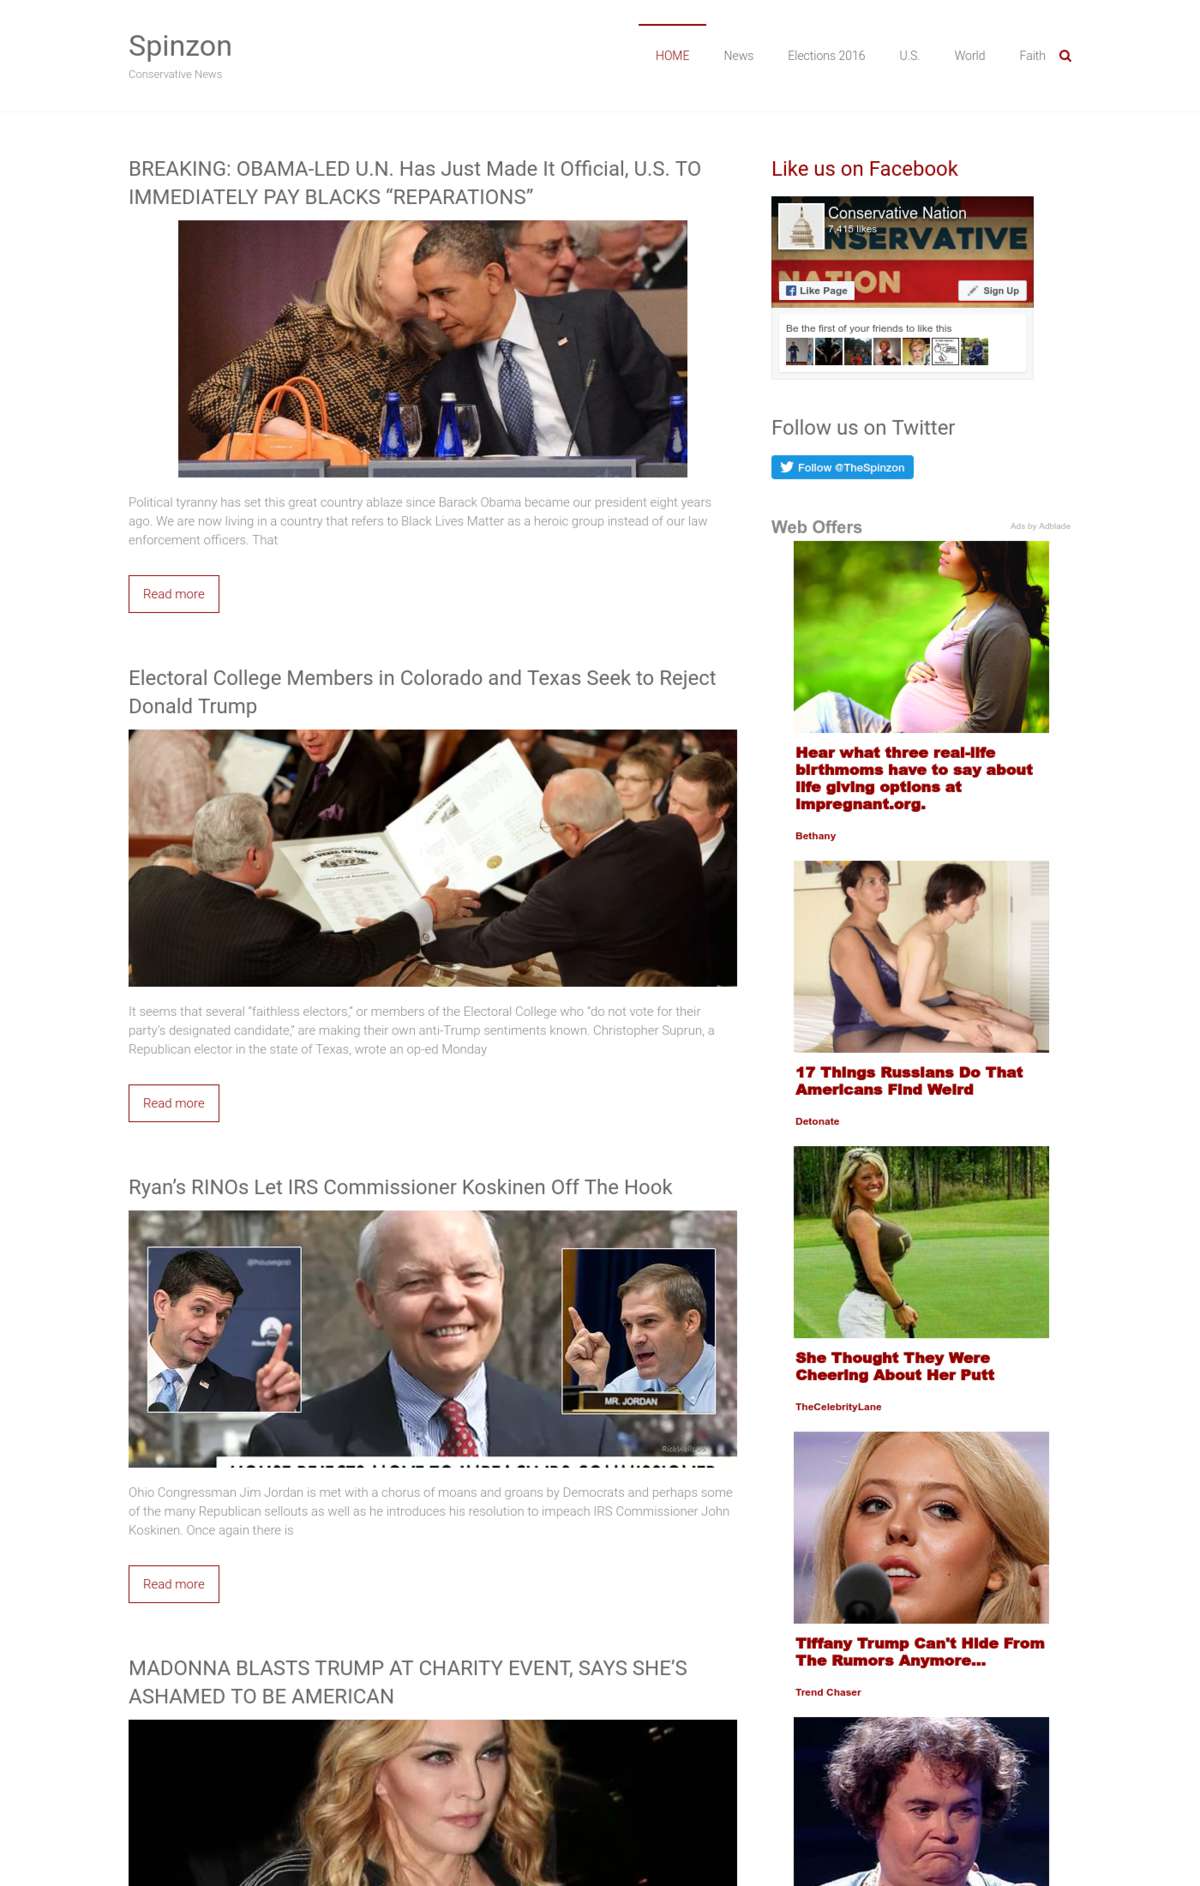 Spinzon
Conservative News
HOME
News
Elections 2016
U.S.
World
Faith
BREAKING: OBAMA-LED U.N. Has Just Made It Official, U.S. TO
IMMEDIATELY PAY BLACKS “REPARATIONS”
Political tyranny has set this great country ablaze since Barack Obama became our president eight years
ago. We are now living in a country that refers to Black Lives Matter as a heroic group instead of our law
enforcement officers. That
Read more
Electoral College Members in Colorado and Texas Seek to Reject
Donald Trump
It seems that several “faithless electors,” or members of the Electoral College who “do not vote for their
party’s designated candidate,” are making their own anti-Trump sentiments known. Christopher Suprun, a
Republican elector in the state of Texas, wrote an op-ed Monday
Read more
Ryan’s RINOs Let IRS Commissioner Koskinen Off The Hook
MR. JORDAN
Ohio Congressman Jim Jordan is met with a chorus of moans and groans by Democrats and perhaps some
of the many Republican sellouts as well as he introduces his resolution to impeach IRS Commissioner John
Koskinen. Once again there is
Read more
MADONNA BLASTS TRUMP AT CHARITY EVENT, SAYS SHE’S
ASHAMED TO BE AMERICAN
Like us on Facebook
Conservative Nation
7,415 likes
NSERVATIVE
NATION
Like Page
Sign Up
Be the first of your friends to like this
Follow us on Twitter
Follow @TheSpinzon
Web Offers
Ads by Adblade
Hear what three real-life
birthmoms have to say about
life giving options at
impregnant.org.
Bethany
17 Things Russians Do That
Americans Find Weird
Detonate
She Thought They Were
Cheering About Her Putt
TheCelebrityLane
Tiffany Trump Can't Hide From
The Rumors Anymore...
Trend Chaser